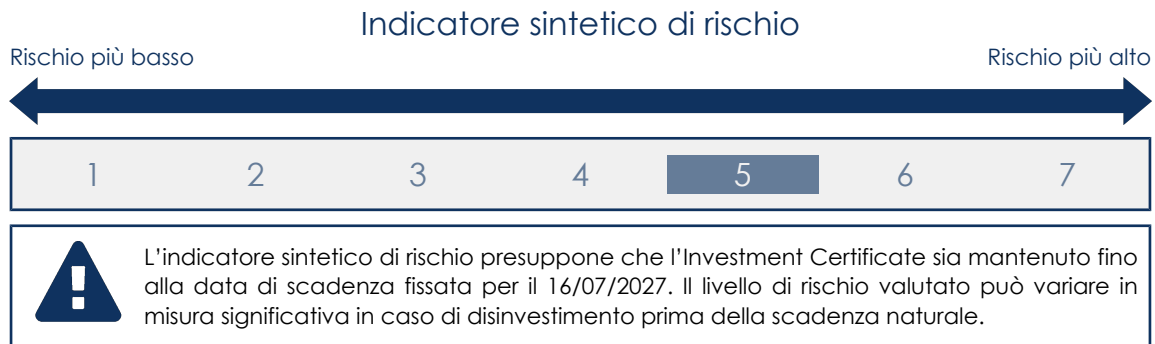 Indicatore sintetico di rischio
Rischio più basso Rischio più alto
1 2 3 4 5 6 7
L'indicatore sintetico di rischio presuppone che l'Investment Certificate sia mantenuto fino
alla data di scadenza fissata per il 16/07/2027. Il livello di rischio valutato può variare in
misura significativa in caso di disinvestimento prima della scadenza naturale.